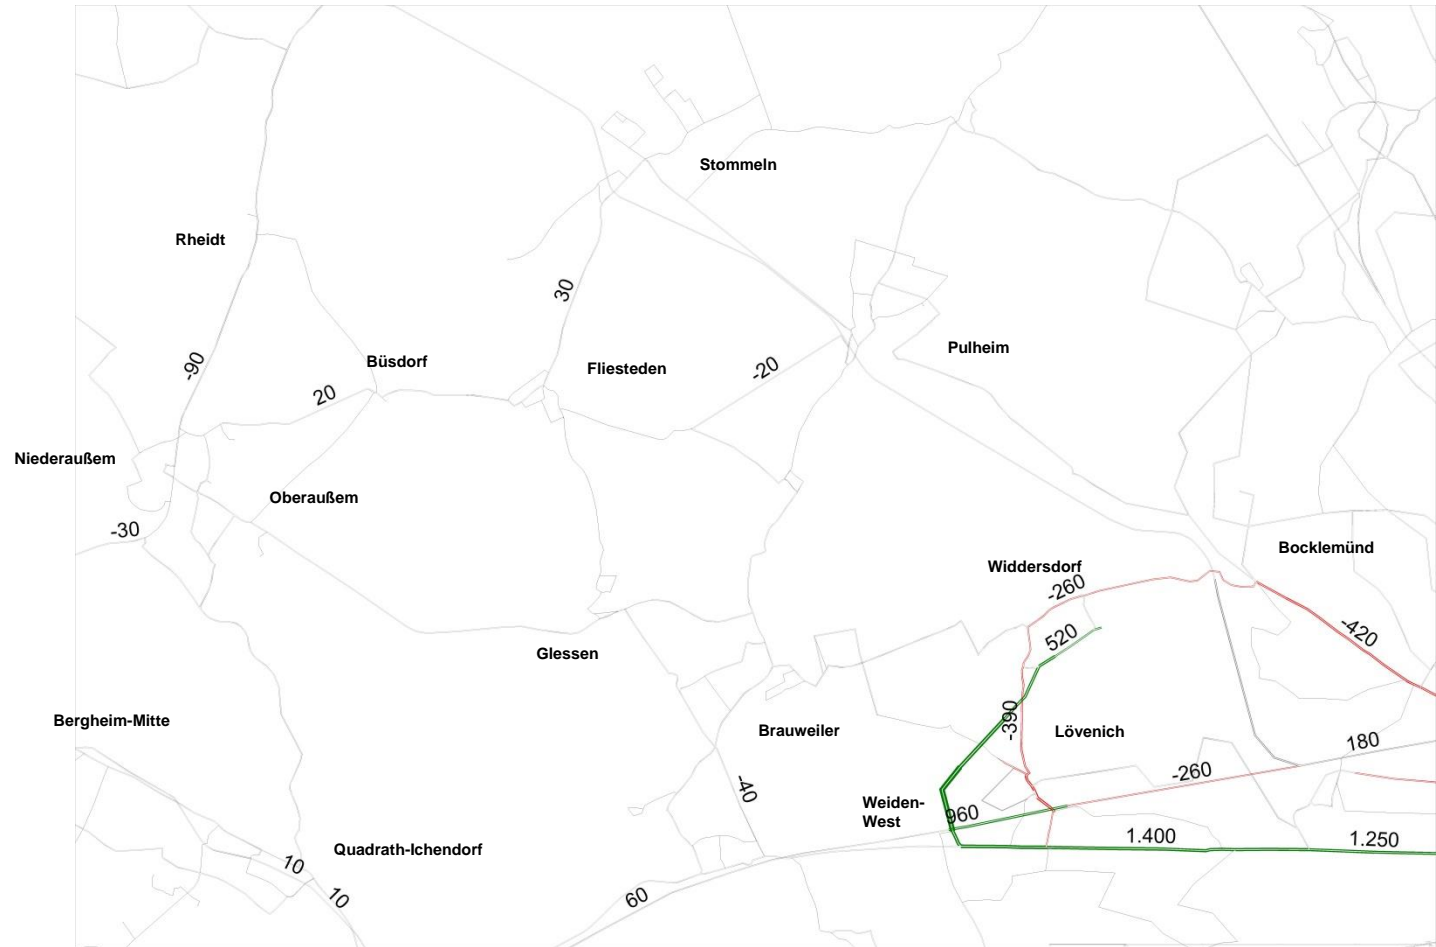 Stommeln
Rheidt
30
Pulheim
Büsdorf
-90
Fliesteden
-20
20
Niederaußem
Oberaußem
-30
Bocklemünd
Widdersdorf
-260
520
-420
Glessen
Bergheim-Mitte
-390
Brauweiler
Lövenich
180
-260
-40
Weiden-
West
960
1.400
1.250
Quadrath-Ichendorf
10
10
60